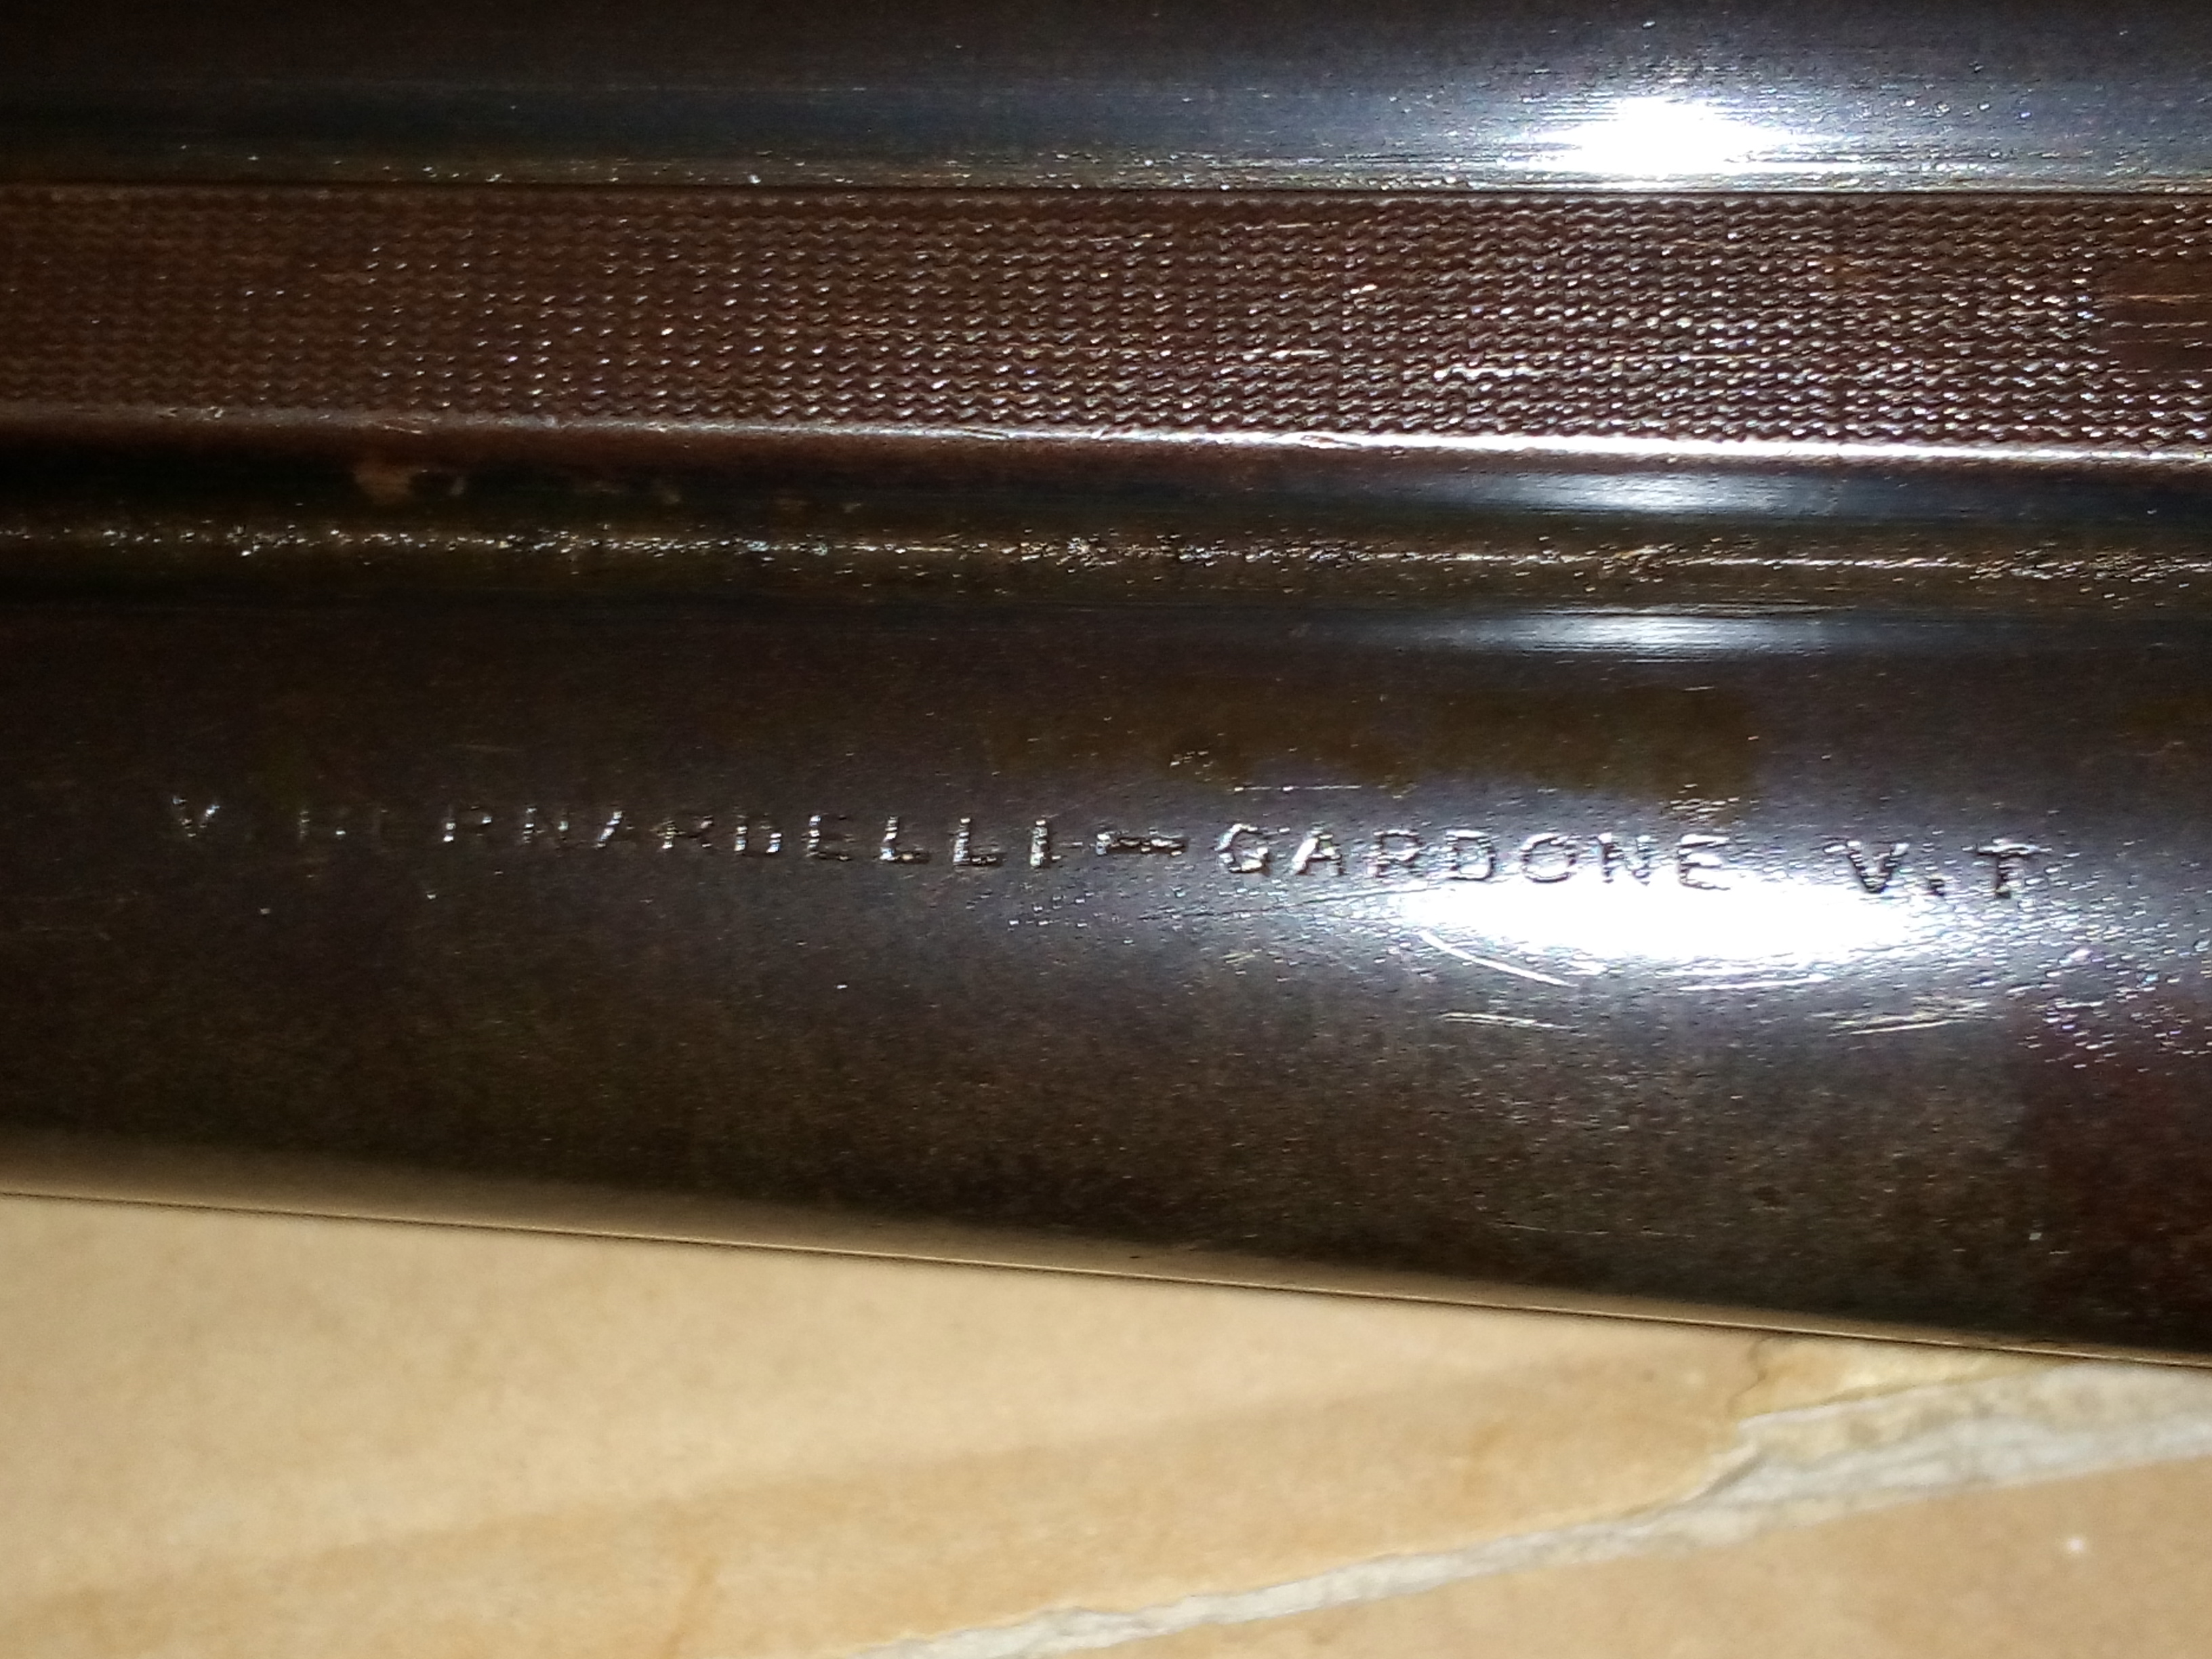 V. BERNARDELLI — GARDONE V.T